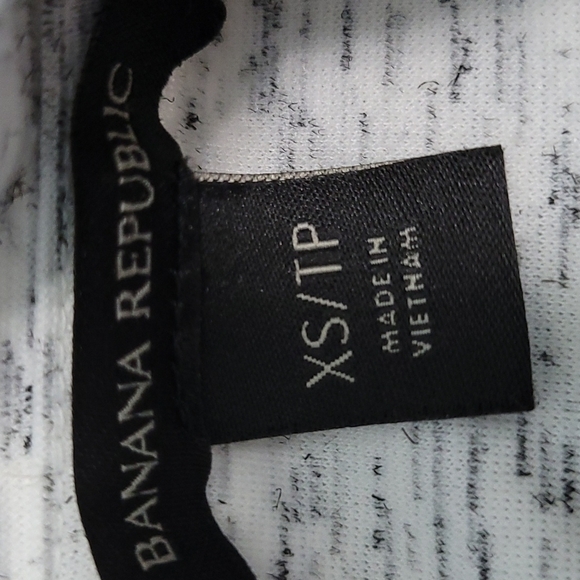 BANANA REPUBLIC
XS/TP
MADE IN
VIETNAM